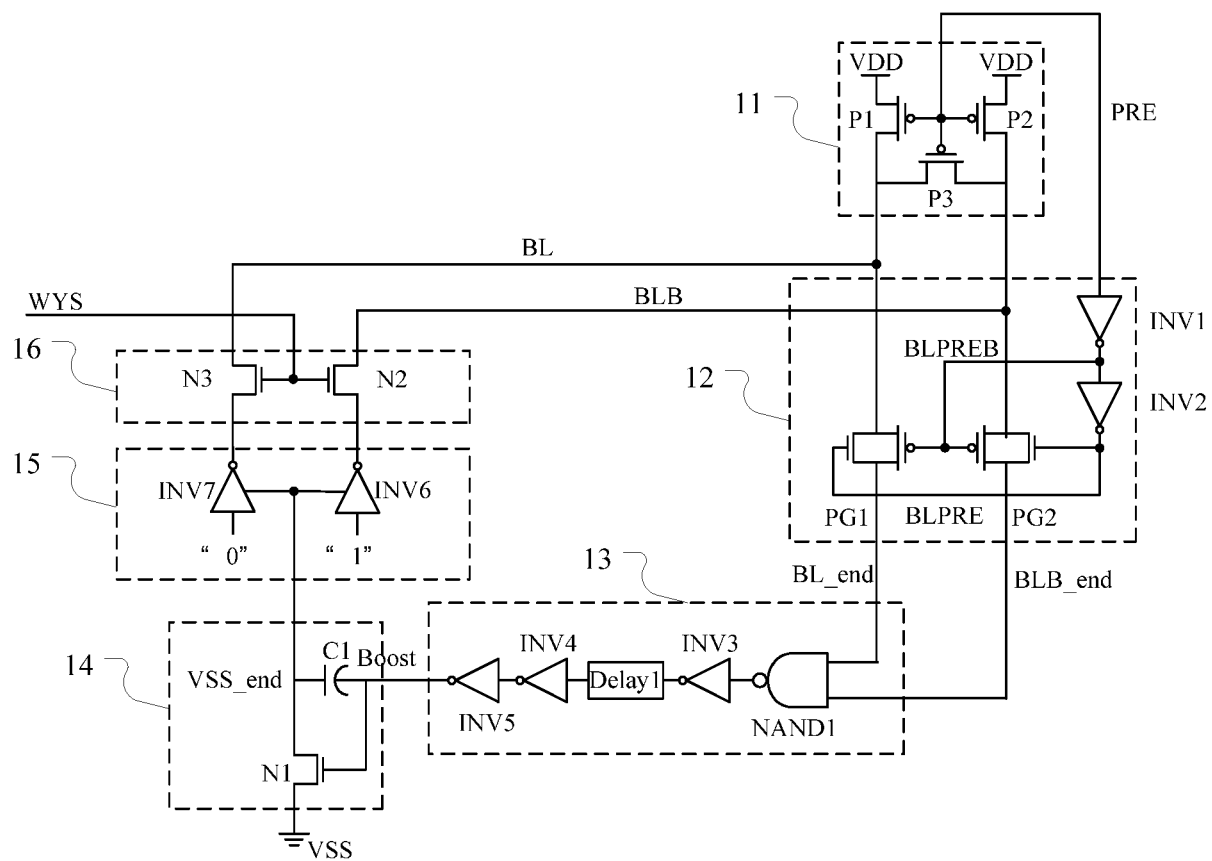 VDD VDD
11
P1 P2 PRE
P3
BL
BLB
WYS
INV1
16
BLPREB
12
N3 N2
INV2
15
INV7 INV6
PG1 BLPRE PG2
“ 0” “ 1”
13
BL_end BLB_end
14
C1 Boost INV4 INV3
VSS_end Delay1
INV5 NAND1
N1
VSS